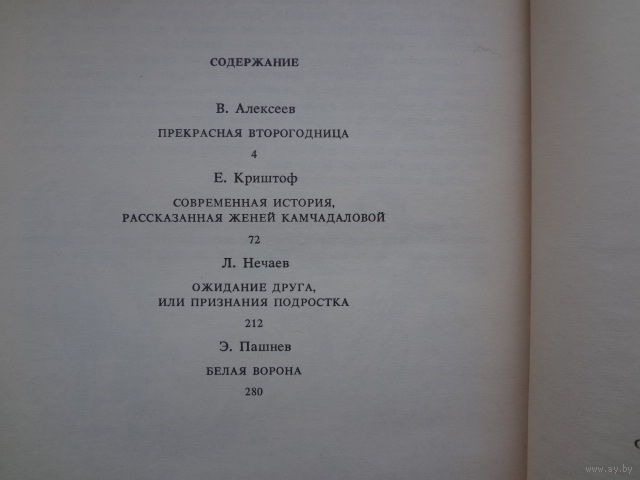 СОДЕРЖАНИЕ
В. Алексеев
ПРЕКРАСНАЯ ВТОРОГОДНИЦА
4
Е. Криштоф
СОВРЕМЕННАЯ ИСТОРИЯ,
РАССКАЗАННАЯ ЖЕНЕЙ КАМЧАДАЛОВОЙ
72
Л. Нечаев
ОЖИДАНИЕ ДРУГА,
ИЛИ ПРИЗНАНИЯ ПОДРОСТКА
212
Э. Пашнев
БЕЛАЯ ВОРОНА
280
www.ay.by